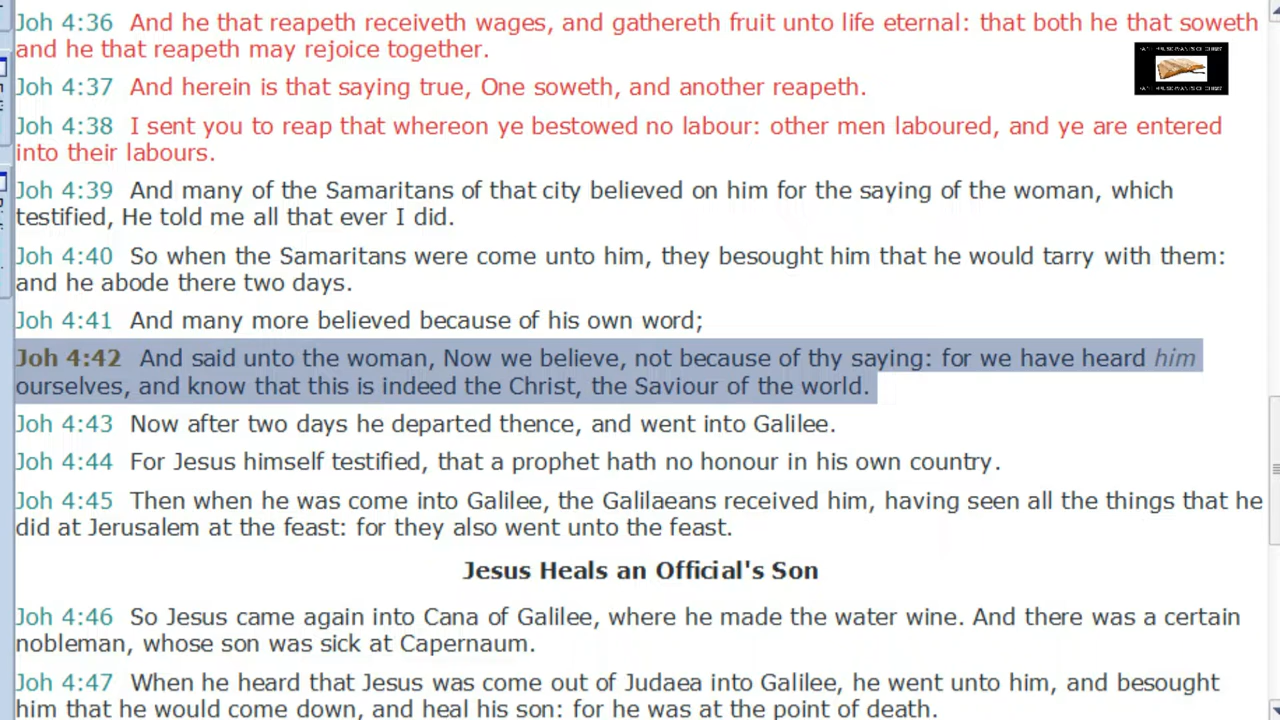 Joh 4:36 And he that reapeth receiveth wages, and gathereth fruit unto life eternal: that both he that soweth
and he that reapeth may rejoice together.
Joh 4:37 And herein is that saying true, One soweth, and another reapeth.
Joh 4:38 I sent you to reap that whereon ye bestowed no labour: other men laboured, and ye are entered
into their labours.
Joh 4:39 And many of the Samaritans of that city believed on him for the saying of the woman, which
testified, He told me all that ever I did.
Joh 4:40 So when the Samaritans were come unto him, they besought him that he would tarry with them:
and he abode there two days.
Joh 4:41 And many more believed because of his own word;
Joh 4:42 And said unto the woman, Now we believe, not because of thy saying: for we have heard him
ourselves, and know that this is indeed the Christ, the Saviour of the world.
Joh 4:43 Now after two days he departed thence, and went into Galilee.
Joh 4:44 For Jesus himself testified, that a prophet hath no honour in his own country.
Joh 4:45 Then when he was come into Galilee, the Galilaeans received him, having seen all the things that he
did at Jerusalem at the feast: for they also went unto the feast.
Jesus Heals an Official's Son
Joh 4:46 So Jesus came again into Cana of Galilee, where he made the water wine. And there was a certain
nobleman, whose son was sick at Capernaum.
Joh 4:47 When he heard that Jesus was come out of Judaea into Galilee, he went unto him, and besought
him that he would come down, and heal his son: for he was at the point of death.